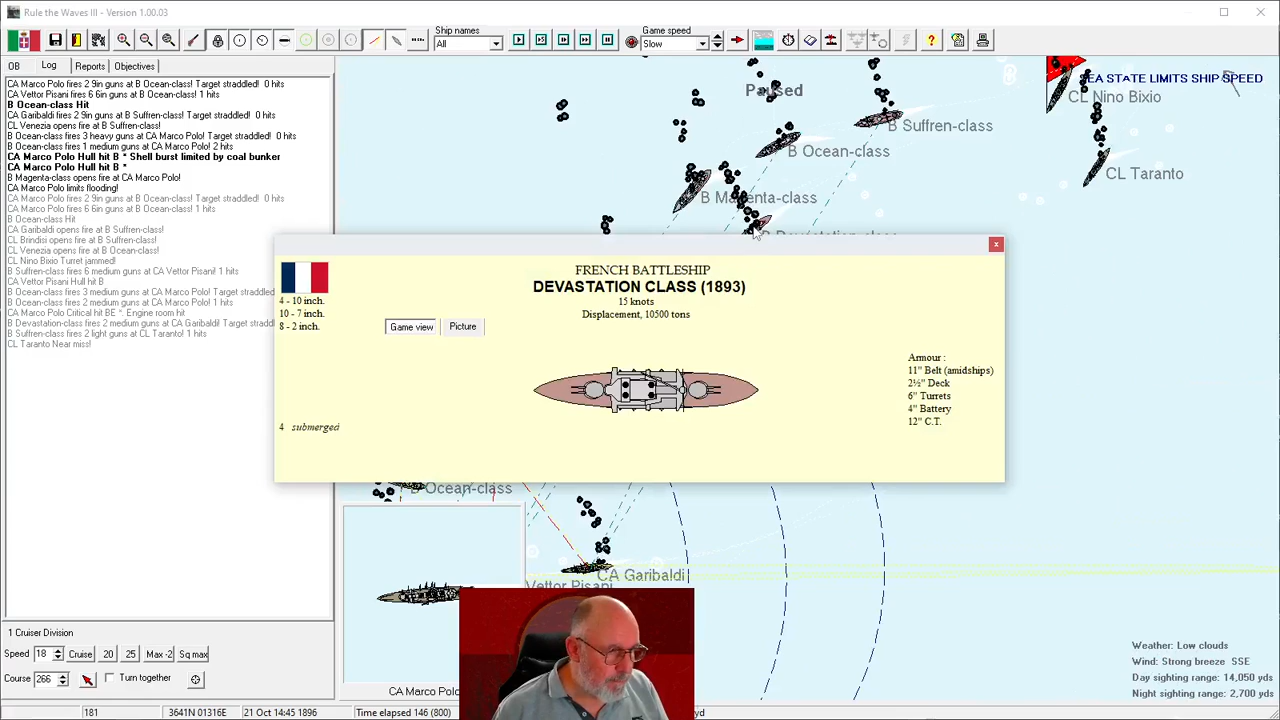 Rule the Waves III - Version 1.00.03
Ship names
All
Game speed
Slow
OB Log Reports Objectives
CA Marco Polo fires 2 9in guns at B Ocean-class! Target straddled! 0 hits
CA Vettor Pisani fires 6 6in guns at B Ocean-class! 1 hits
B Ocean-class Hit
CA Garibaldi fires 2 9in guns at B Suffren-class! Target straddled! 0 hits
CL Venezia opens fire at B Suffren-class!
B Ocean-class fires 3 heavy guns at CA Marco Polo! Target straddled! 0 hits
B Ocean-class fires 1 medium guns at CA Marco Polo! 2 hits
CA Marco Polo Hull hit B * Shell burst limited by coal bunker
CA Marco Polo Hull hit B *
B Magenta-class opens fire at CA Marco Polo!
CA Marco Polo limits flooding!
CA Marco Polo fires 2 9in guns at B Ocean-class! Target straddled! 0 hits
CA Marco Polo fires 6 6in guns at B Ocean-class! 1 hits
B Ocean-class Hit
CA Garibaldi opens fire at B Suffren-class!
CL Brindisi opens fire at B Suffren-class!
CL Venezia opens fire at B Ocean-class!
CL Nino Bixio Turret jammed!
B Suffren-class fires 6 medium guns at CA Vettor Pisani! 1 hits
CA Vettor Pisani Hull hit B
B Ocean-class fires 3 medium guns at CA Marco Polo! Target straddled
B Ocean-class fires 2 medium guns at CA Marco Polo! 1 hits
CA Marco Polo Critical hit BE *. Engine room hit
B Devastation-class fires 2 medium guns at CA Garibaldi! Target stradd
B Suffren-class fires 2 light guns at CL Taranto! 1 hits
CL Taranto Near miss!
Paused
SEA STATE LIMITS SHIP SPEED
CL Nino Bixio
B Suffren-class
B Ocean-class
CL Taranto
B Magenta-class
B Devastation-class
FRENCH BATTLESHIP
DEVASTATION CLASS (1893)
15 knots
Displacement, 10500 tons
4 - 10 inch.
10 - 7 inch.
8 - 2 inch.
Game view
Picture
Armour :
11" Belt (amidships)
2½" Deck
6" Turrets
4" Battery
12" C.T.
4 submerged
B Ocean-class
CA Garibaldi
Vettor Pisani
CA Marco Polo
1 Cruiser Division
Speed 18 Cruise 20 25 Max -2 Sq max
Course 266 Turn together
Weather: Low clouds
Wind: Strong breeze SSE
Day sighting range: 14,050 yds
Night sighting range: 2,700 yds
181 3641N 01316E 21 Oct 14:45 1896 Time elapsed 146 (800) yd